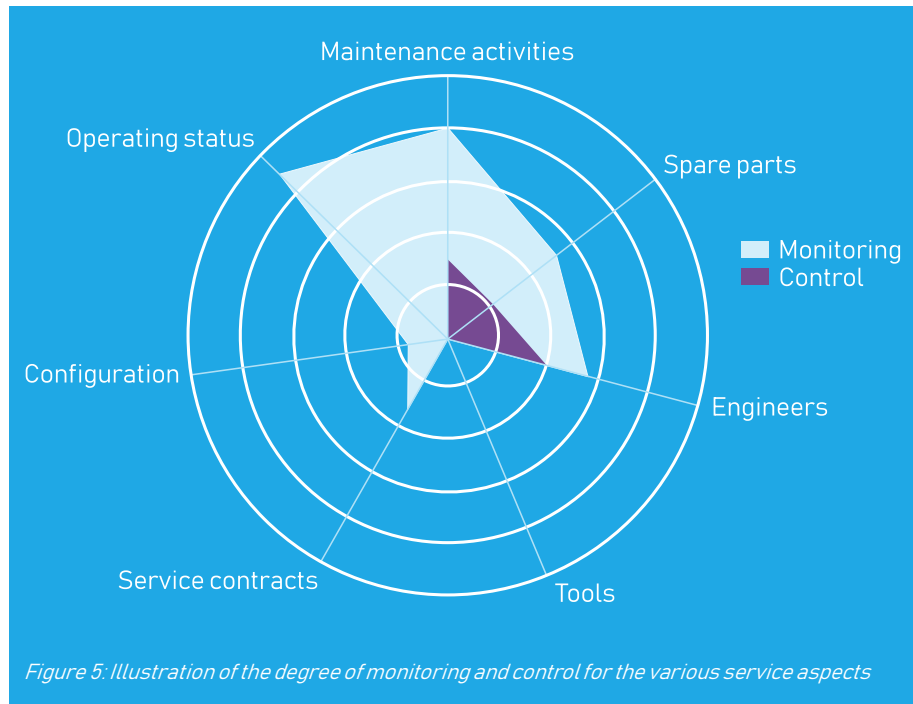 Maintenance activities
Operating status
Spare parts
Monitoring
Control
Configuration
Engineers
Service contracts
Tools
Figure 5: Illustration of the degree of monitoring and control for the various service aspects